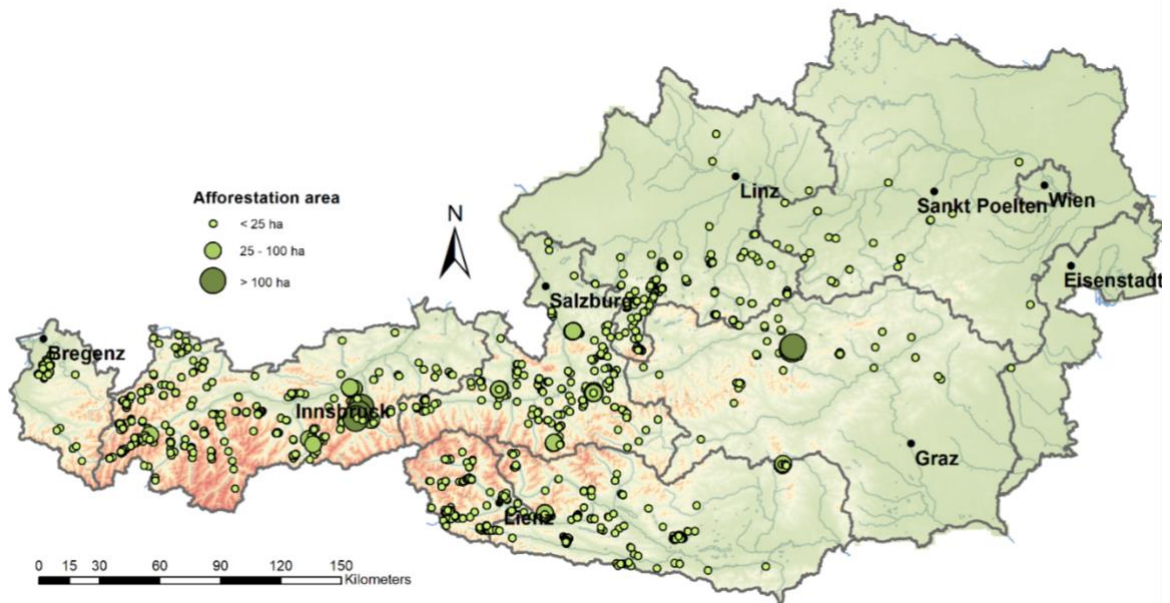 Afforestation area
< 25 ha
25 - 100 ha
> 100 ha
N
Linz
Sankt Poelten
Wien
Eisenstadt
Salzburg
Bregenz
Innsbruck
Graz
Lienz
0 15 30 60 90 120 150
Kilometers